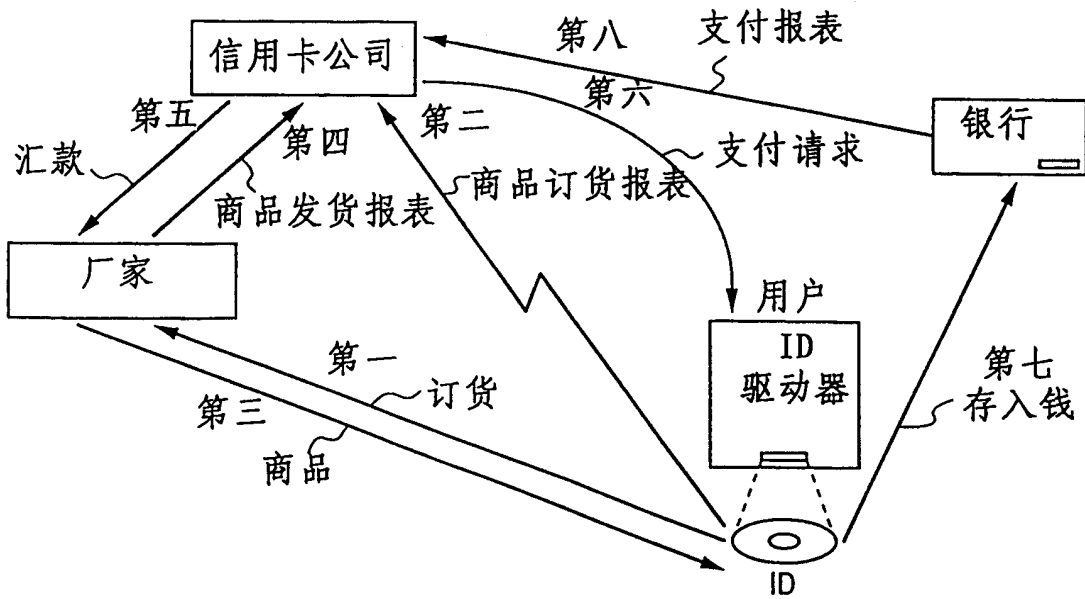 信用卡公司
第八
支付报表
第六
银行
第五
第四
第二
支付请求
汇款
商品发货报表
商品订货报表
厂家
用户
ID
驱动器
第一
订货
第三
商品
第七
存入钱
ID